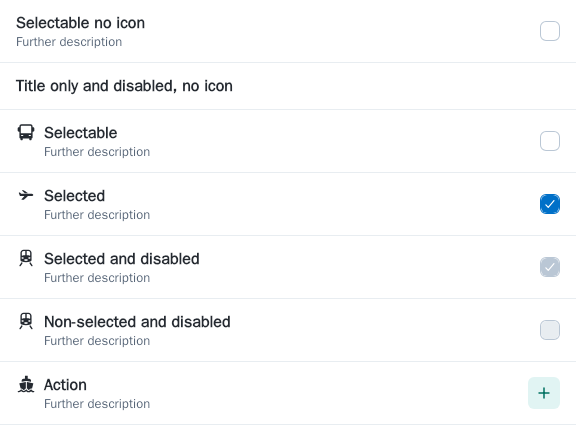 Selectable no icon
Further description
Title only and disabled, no icon
Selectable
Further description
Selected
Further description
Selected and disabled
Further description
Non-selected and disabled
Further description
Action
Further description